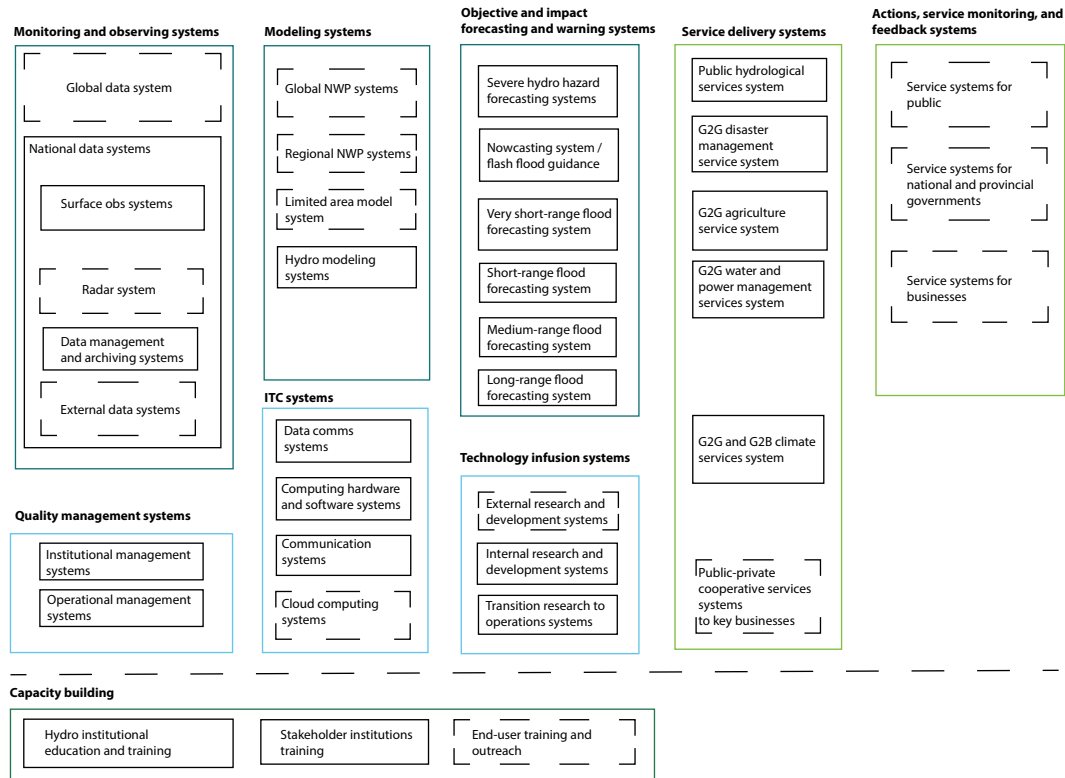 Monitoring and observing systems
Global data system
National data systems
Surface obs systems
Radar system
Data management
and archiving systems
External data systems
Quality management systems
Institutional management
systems
Operational management
systems
Modeling systems
Global NWP systems
Regional NWP systems
Limited area model
system
Hydro modeling
systems
ITC systems
Data comms
systems
Computing hardware
and software systems
Communication
systems
Cloud computing
systems
Objective and impact
forecasting and warning systems
Severe hydro hazard
forecasting systems
Nowcasting system /
flash flood guidance
Very short-range flood
forecasting system
Short-range flood
forecasting system
Medium-range flood
forecasting system
Long-range flood
forecasting system
Technology infusion systems
External research and
development systems
Internal research and
development systems
Transition research to
operations systems
Service delivery systems
Public hydrological
services system
G2G disaster
management
service system
G2G agriculture
service system
G2G water and
power management
services system
G2G and G2B climate
services system
Public-private
cooperative services
systems
to key businesses
Actions, service monitoring, and
feedback systems
Service systems for
public
Service systems for
national and provincial
governments
Service systems for
businesses
Capacity building
Hydro institutional
education and training
Stakeholder institutions
training
End-user training and
outreach